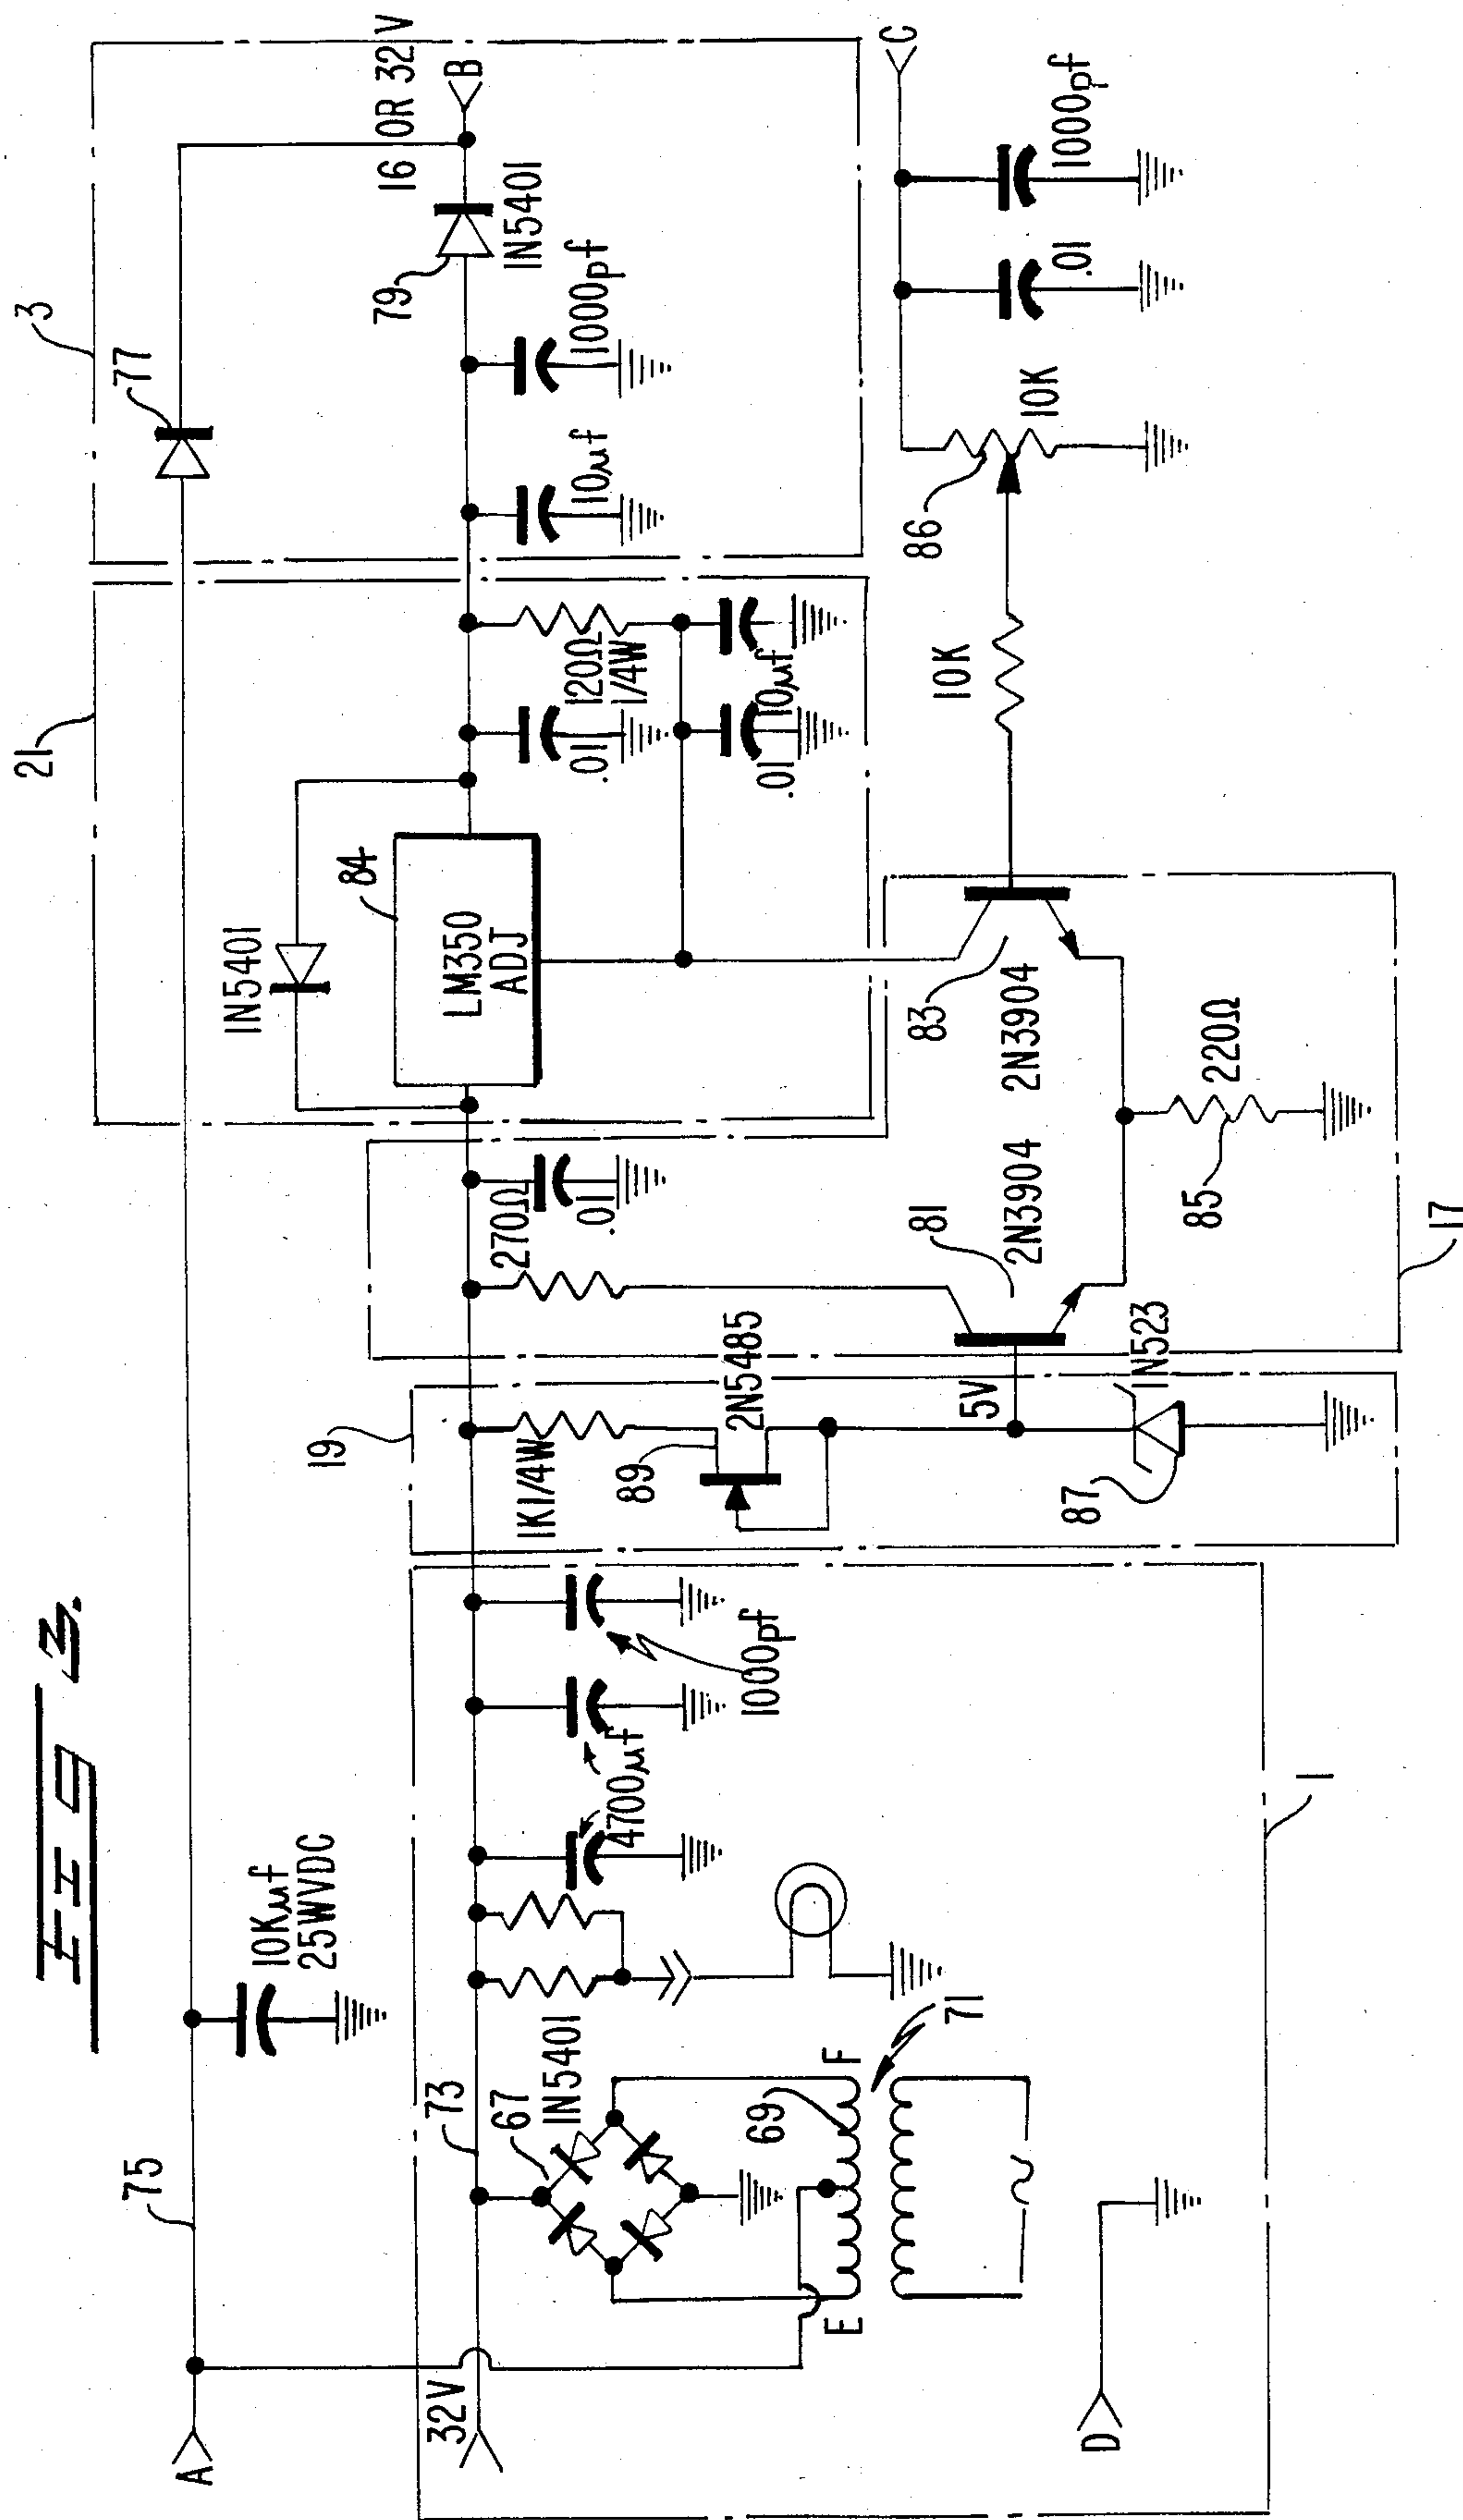 FIG 3.
A
75
10Kµf
25WVDC
77
3
21
IN5401
84
LM350
ADJ
.01
120Ω
1/4W
.01
10µf
10µf
1000pf
79
IN5401
16 OR 32V
B
32V
73
67
IN5401
69
E
F
71
D
4700µf
1000pf
1
19
1K1/4W
89
2N5485
5V
1N523
87
270Ω
.01
81
2N3904
83
2N3904
85
220Ω
17
10K
86
10K
.01
1000pf
C